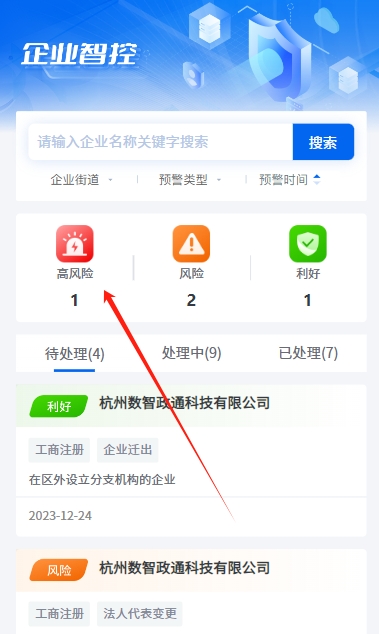 企业智控
请输入企业名称关键字搜索 搜索
企业街道 预警类型 预警时间
高风险 风险 利好
1 2 1
待处理(4) 处理中(9) 已处理(7)
利好 杭州数智政通科技有限公司
工商注册 企业迁出
在区外设立分支机构的企业
2023-12-24
风险 杭州数智政通科技有限公司
工商注册 法人代表变更